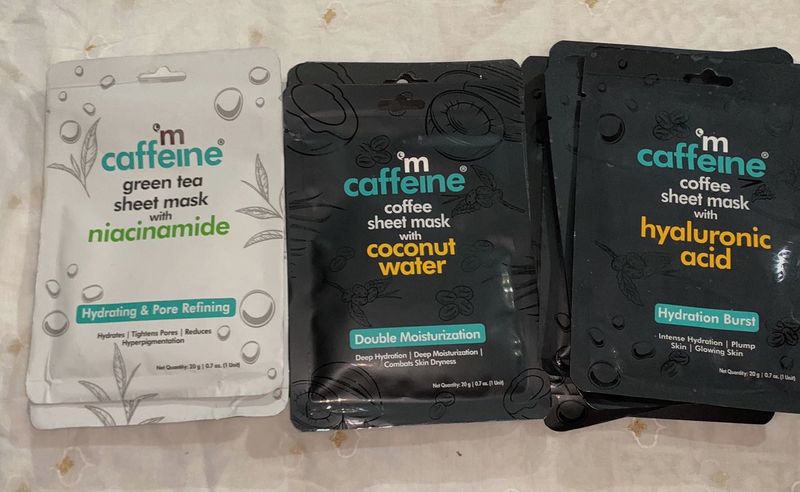 'm
caffeine®
green tea
sheet mask
with
niacinamide
Hydrating & Pore Refining
Hydrates | Tightens Pores | Reduces
Hyperpigmentation
Net Quantity: 20 g | 0.7 oz. (1 Unit)
'm
caffeine®
coffee
sheet mask
with
coconut
water
Double Moisturization
Deep Hydration | Deep Moisturization |
Combats Skin Dryness
Net Quantity: 20 g | 0.7 oz. (1 Unit)
'm
caffeine®
coffee
sheet mask
with
hyaluronic
acid
Hydration Burst
Intense Hydration | Plump
Skin | Glowing Skin
Net Quantity: 20 g | 0.7 oz. (1 Unit)